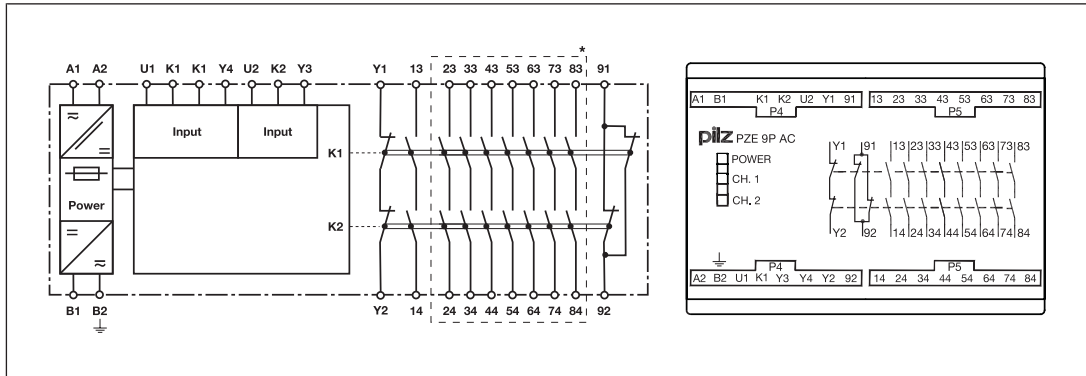 *
A1 A2 U1 K1 K1 Y4 U2 K2 Y3 Y1 13 23 33 43 53 63 73 83 91
Input Input
K1
Power
K2
B1 B2 Y2 14 24 34 44 54 64 74 84 92
A1 B1 K1 K2 U2 Y1 91 13 23 33 43 53 63 73 83
P4 P5
pilz PZE 9P AC
POWER
CH. 1
CH. 2
Y1 91 13 23 33 43 53 63 73 83
Y2 92 14 24 34 44 54 64 74 84
P4 P5
A2 B2 U1 K1 Y3 Y4 Y2 92 14 24 34 44 54 64 74 84